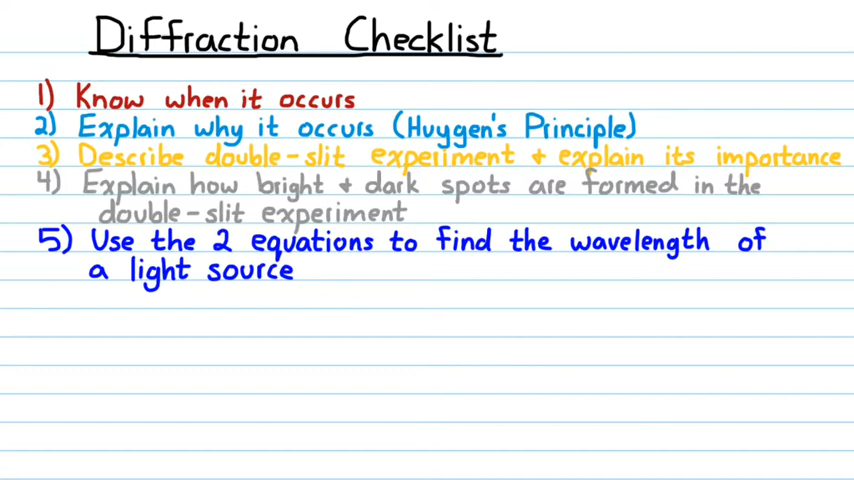 Diffraction Checklist
1) Know when it occurs
2) Explain why it occurs (Huygen's Principle)
3) Describe double-slit experiment & explain its importance
4) Explain how bright & dark spots are formed in the
double-slit experiment
5) Use the 2 equations to find the wavelength of
a light source